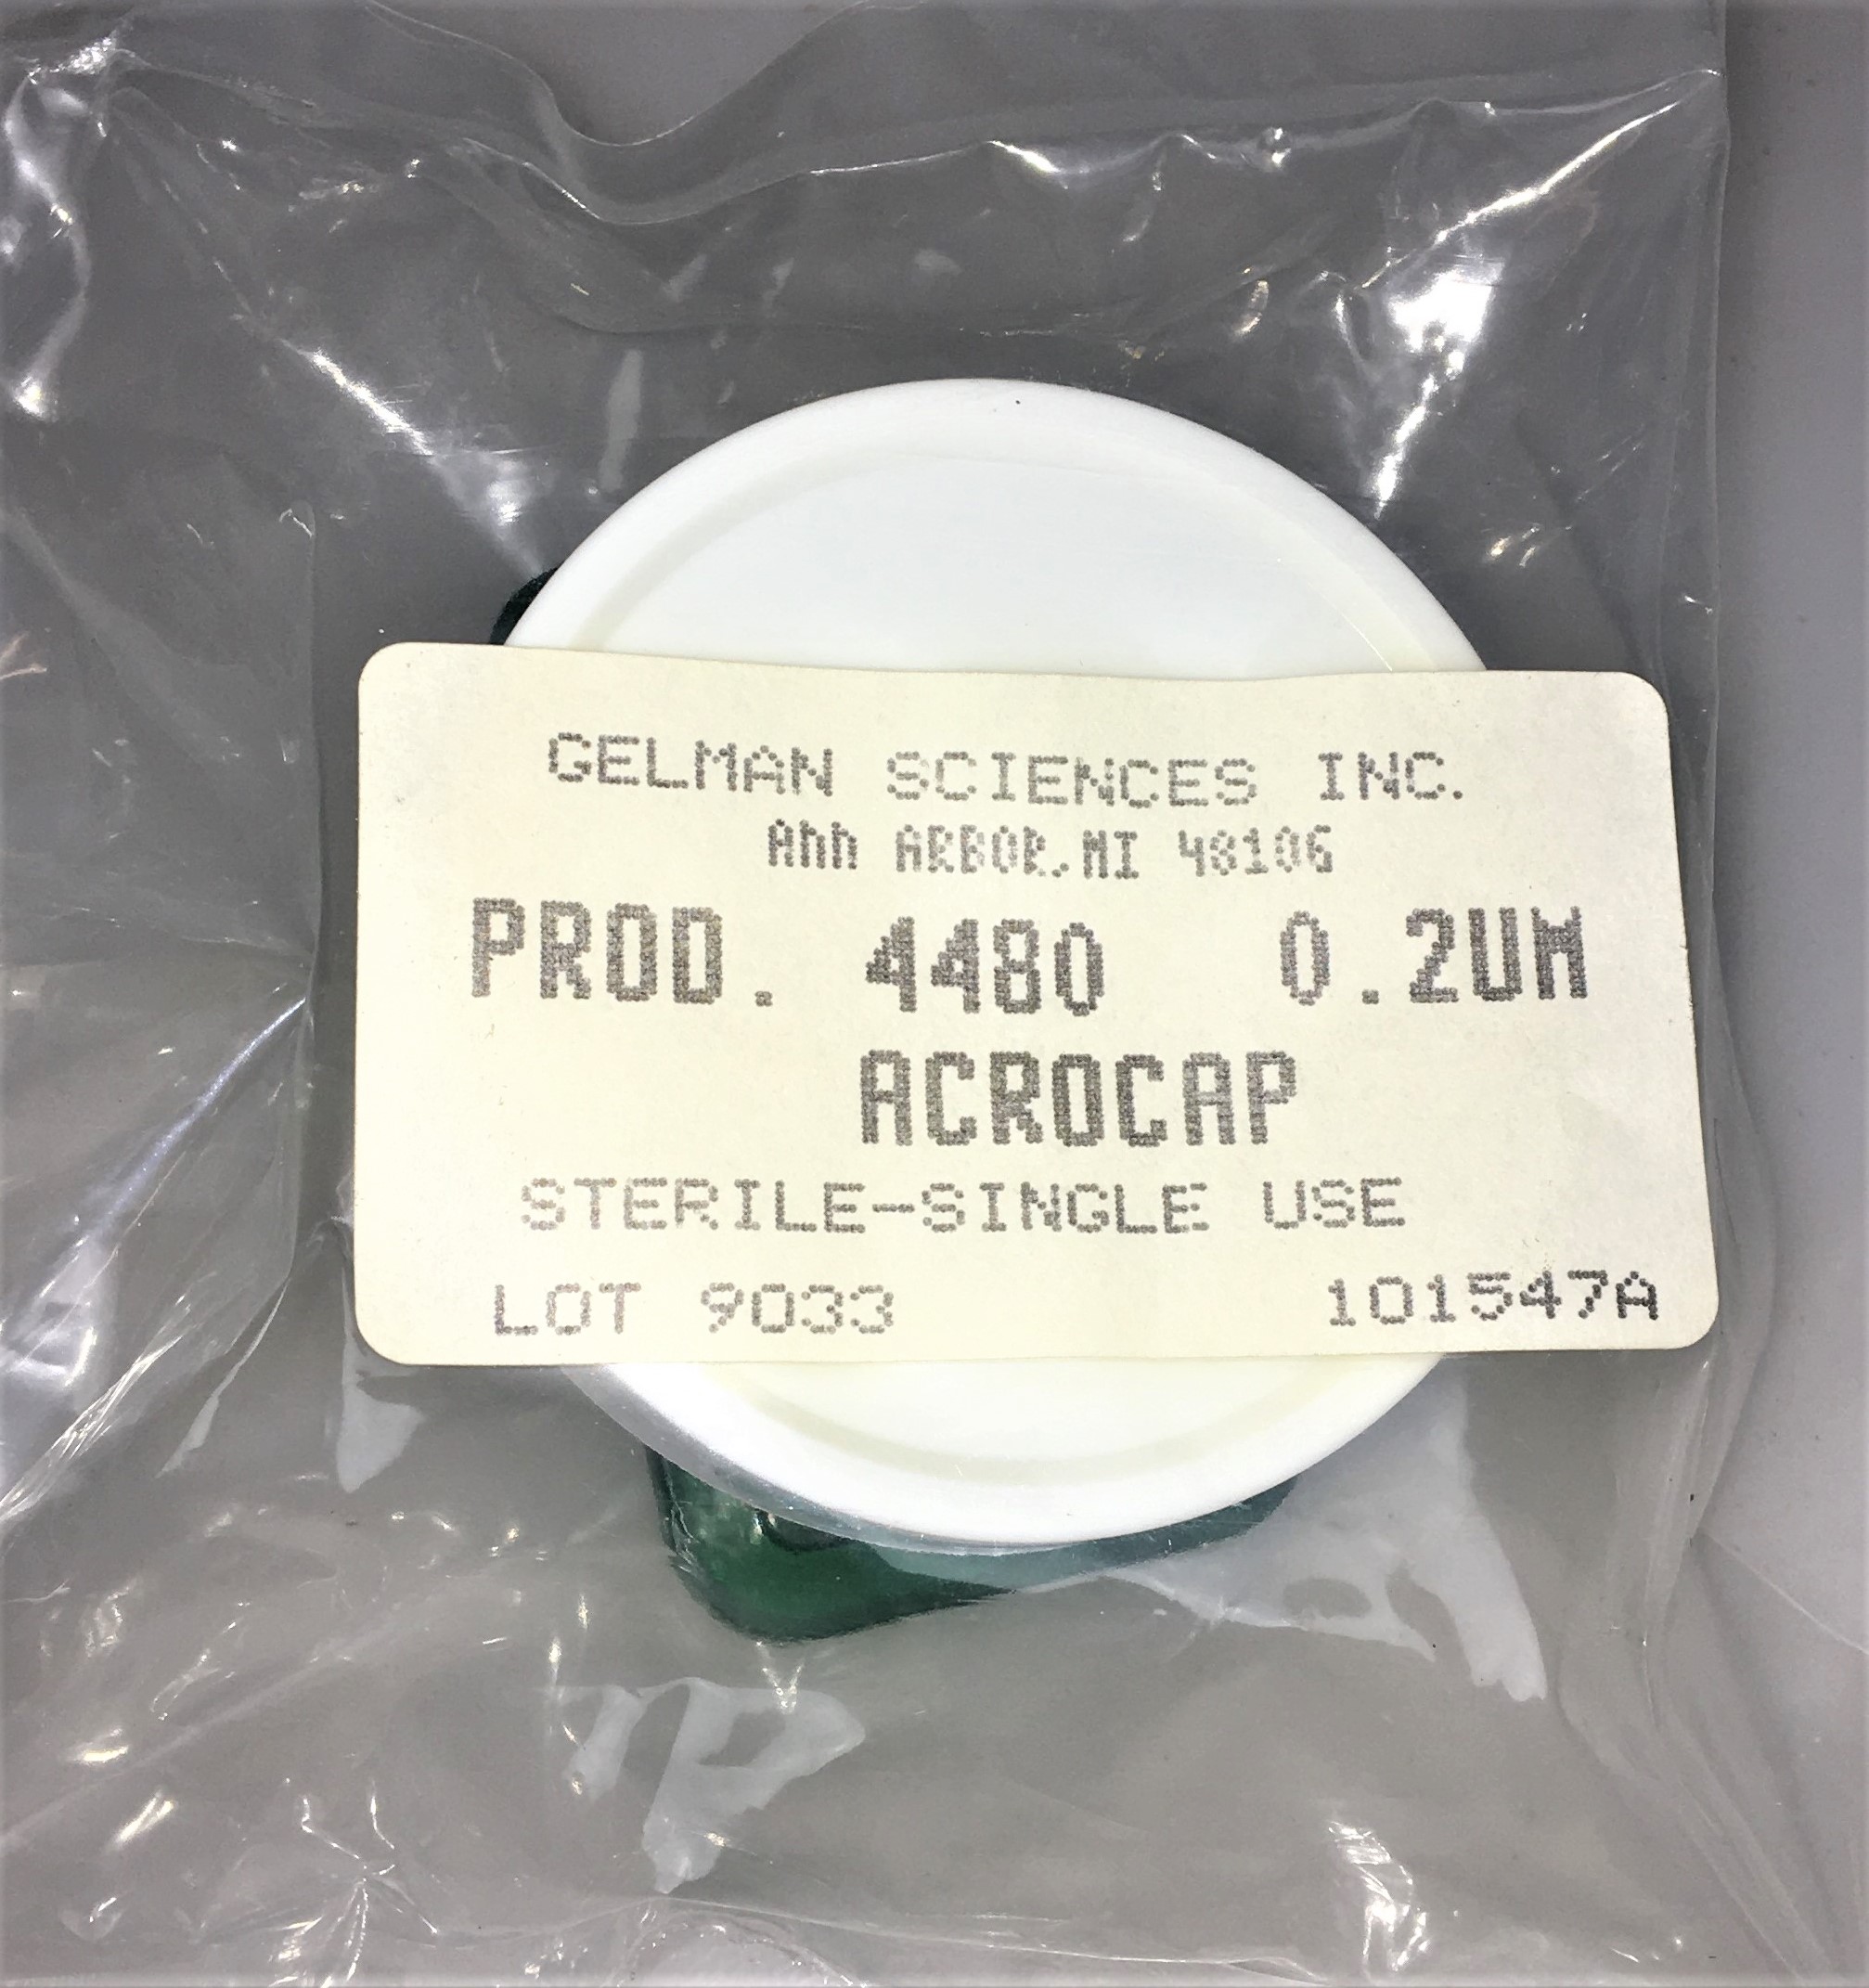 GELMAN SCIENCES INC.
Ann ARBOR.MI 48106
PROD. 4480 0.2UM
ACROCAP
STERILE-SINGLE USE
LOT 9033 101547A